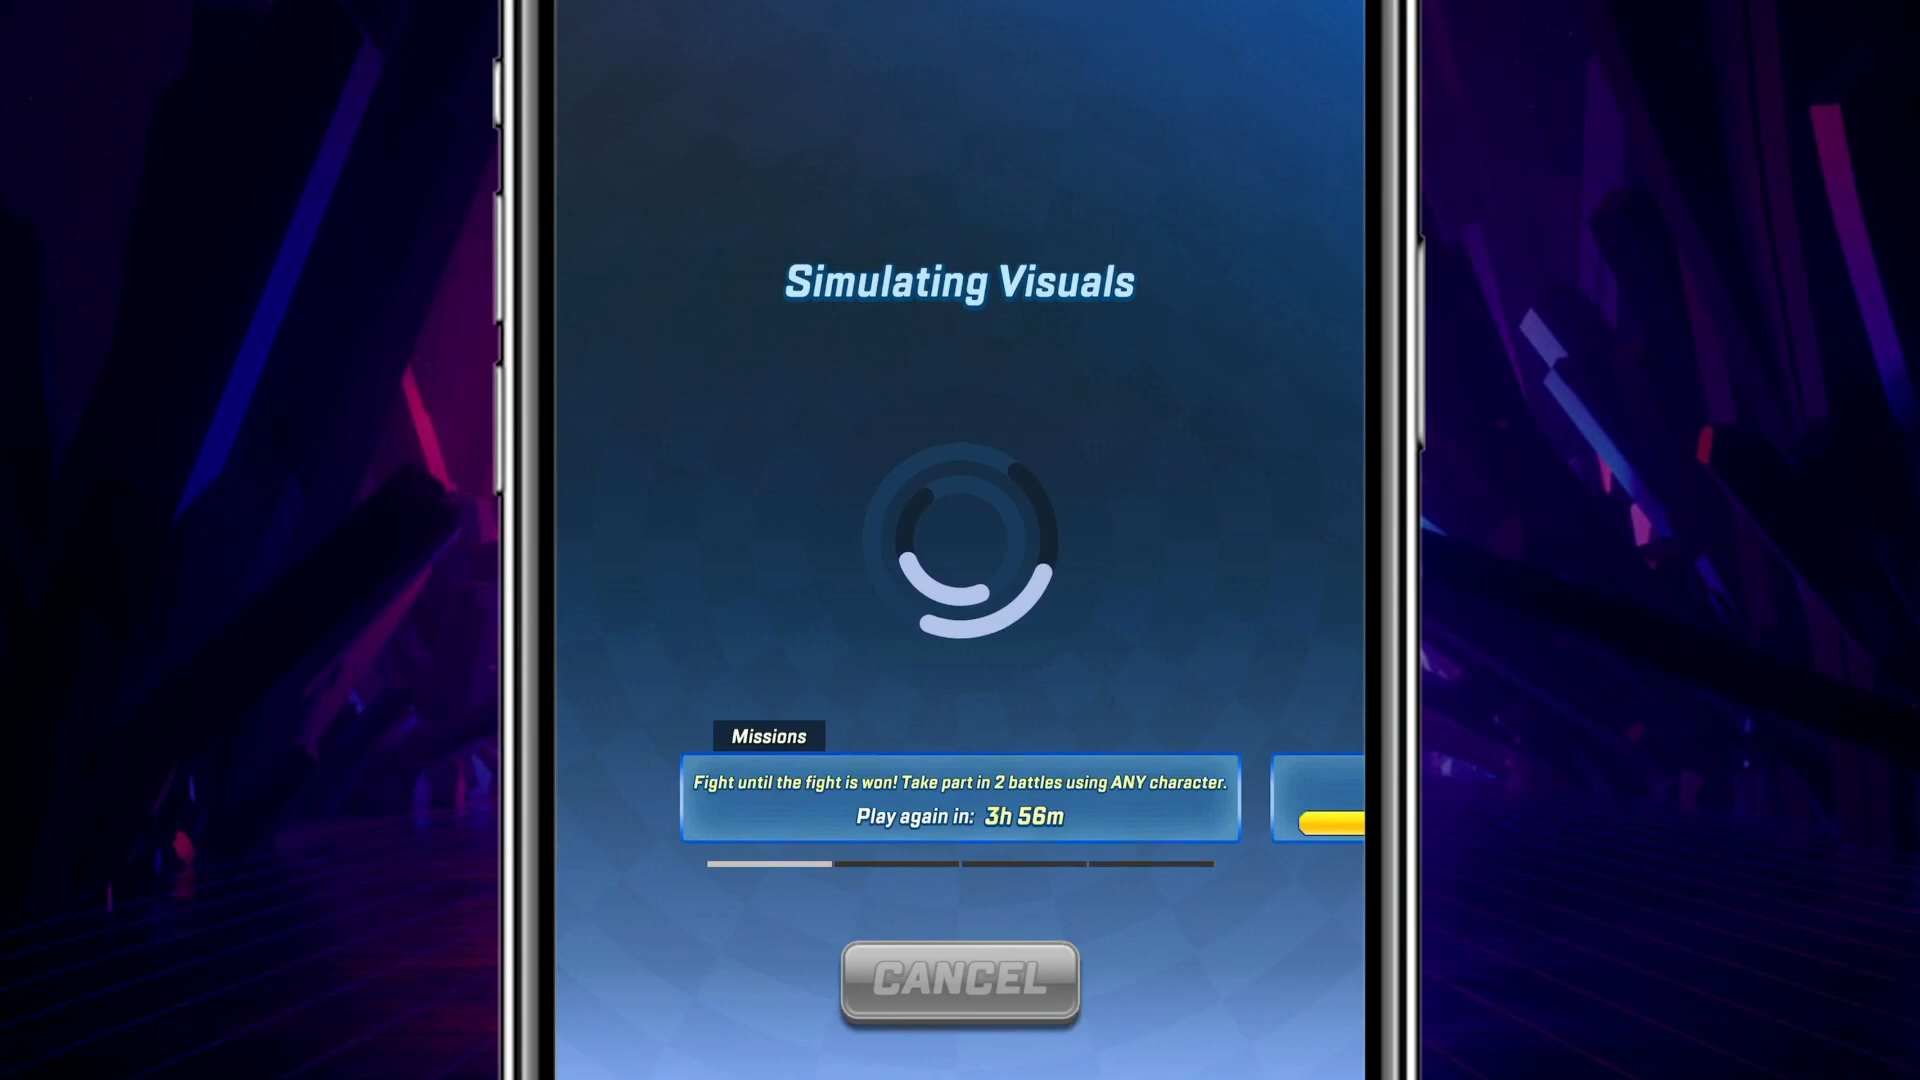 Simulating Visuals
Missions
Fight until the fight is won! Take part in 2 battles using ANY character.
Play again in: 3h 56m
CANCEL